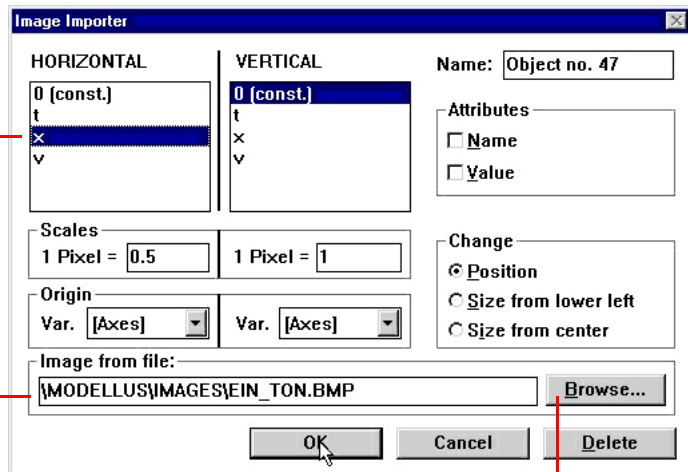 Image Importer
HORIZONTAL
0 (const.)
t
x
v
VERTICAL
0 (const.)
t
x
v
Name: Object no. 47
Attributes
Name
Value
Scales
1 Pixel = 0.5
1 Pixel = 1
Origin
Var. [Axes]
Var. [Axes]
Change
Position
Size from lower left
Size from center
Image from file:
\MODELLUS\IMAGES\EIN_TON.BMP
Browse...
OK
Cancel
Delete